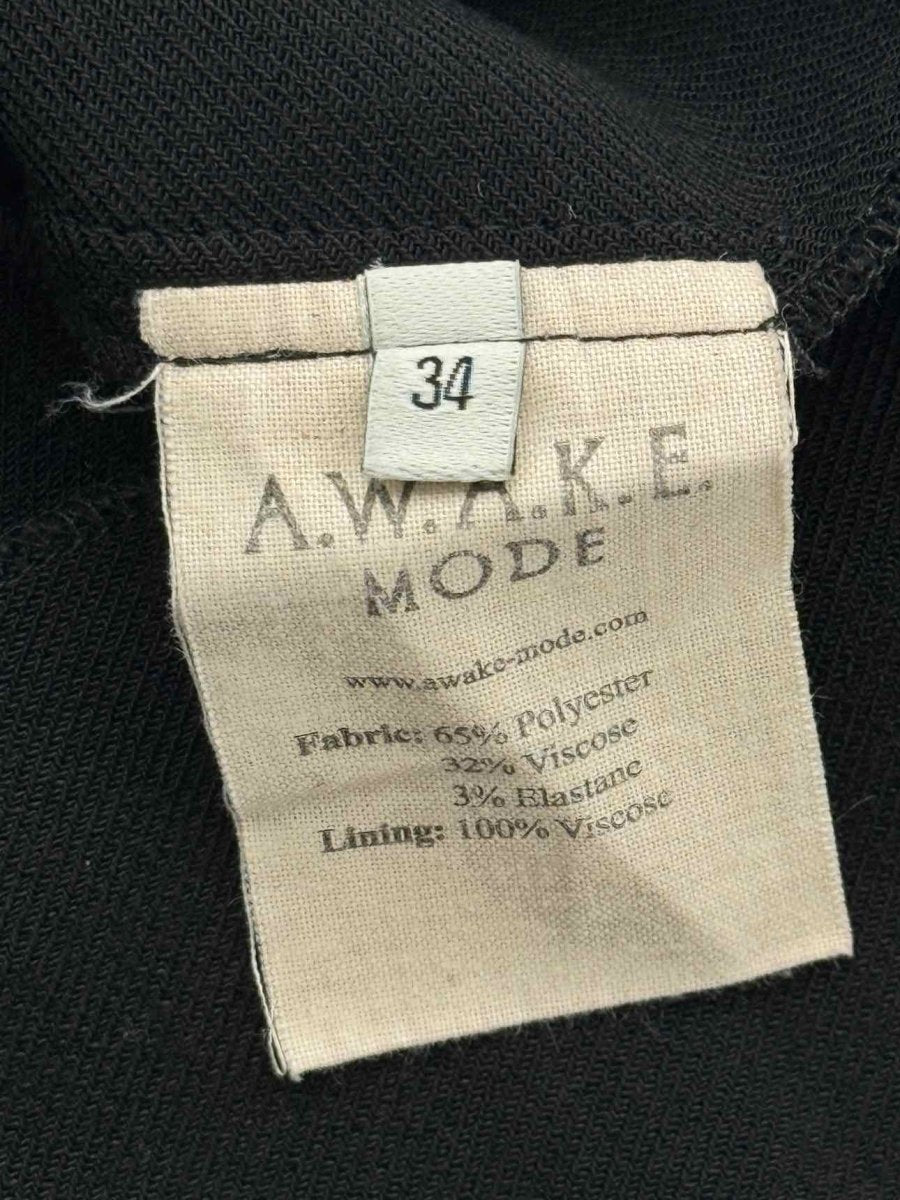 34
A.W.A.K.E.
MODE
www.awake-mode.com
Fabric: 65% Polyester
32% Viscose
3% Elastane
Lining: 100% Viscose